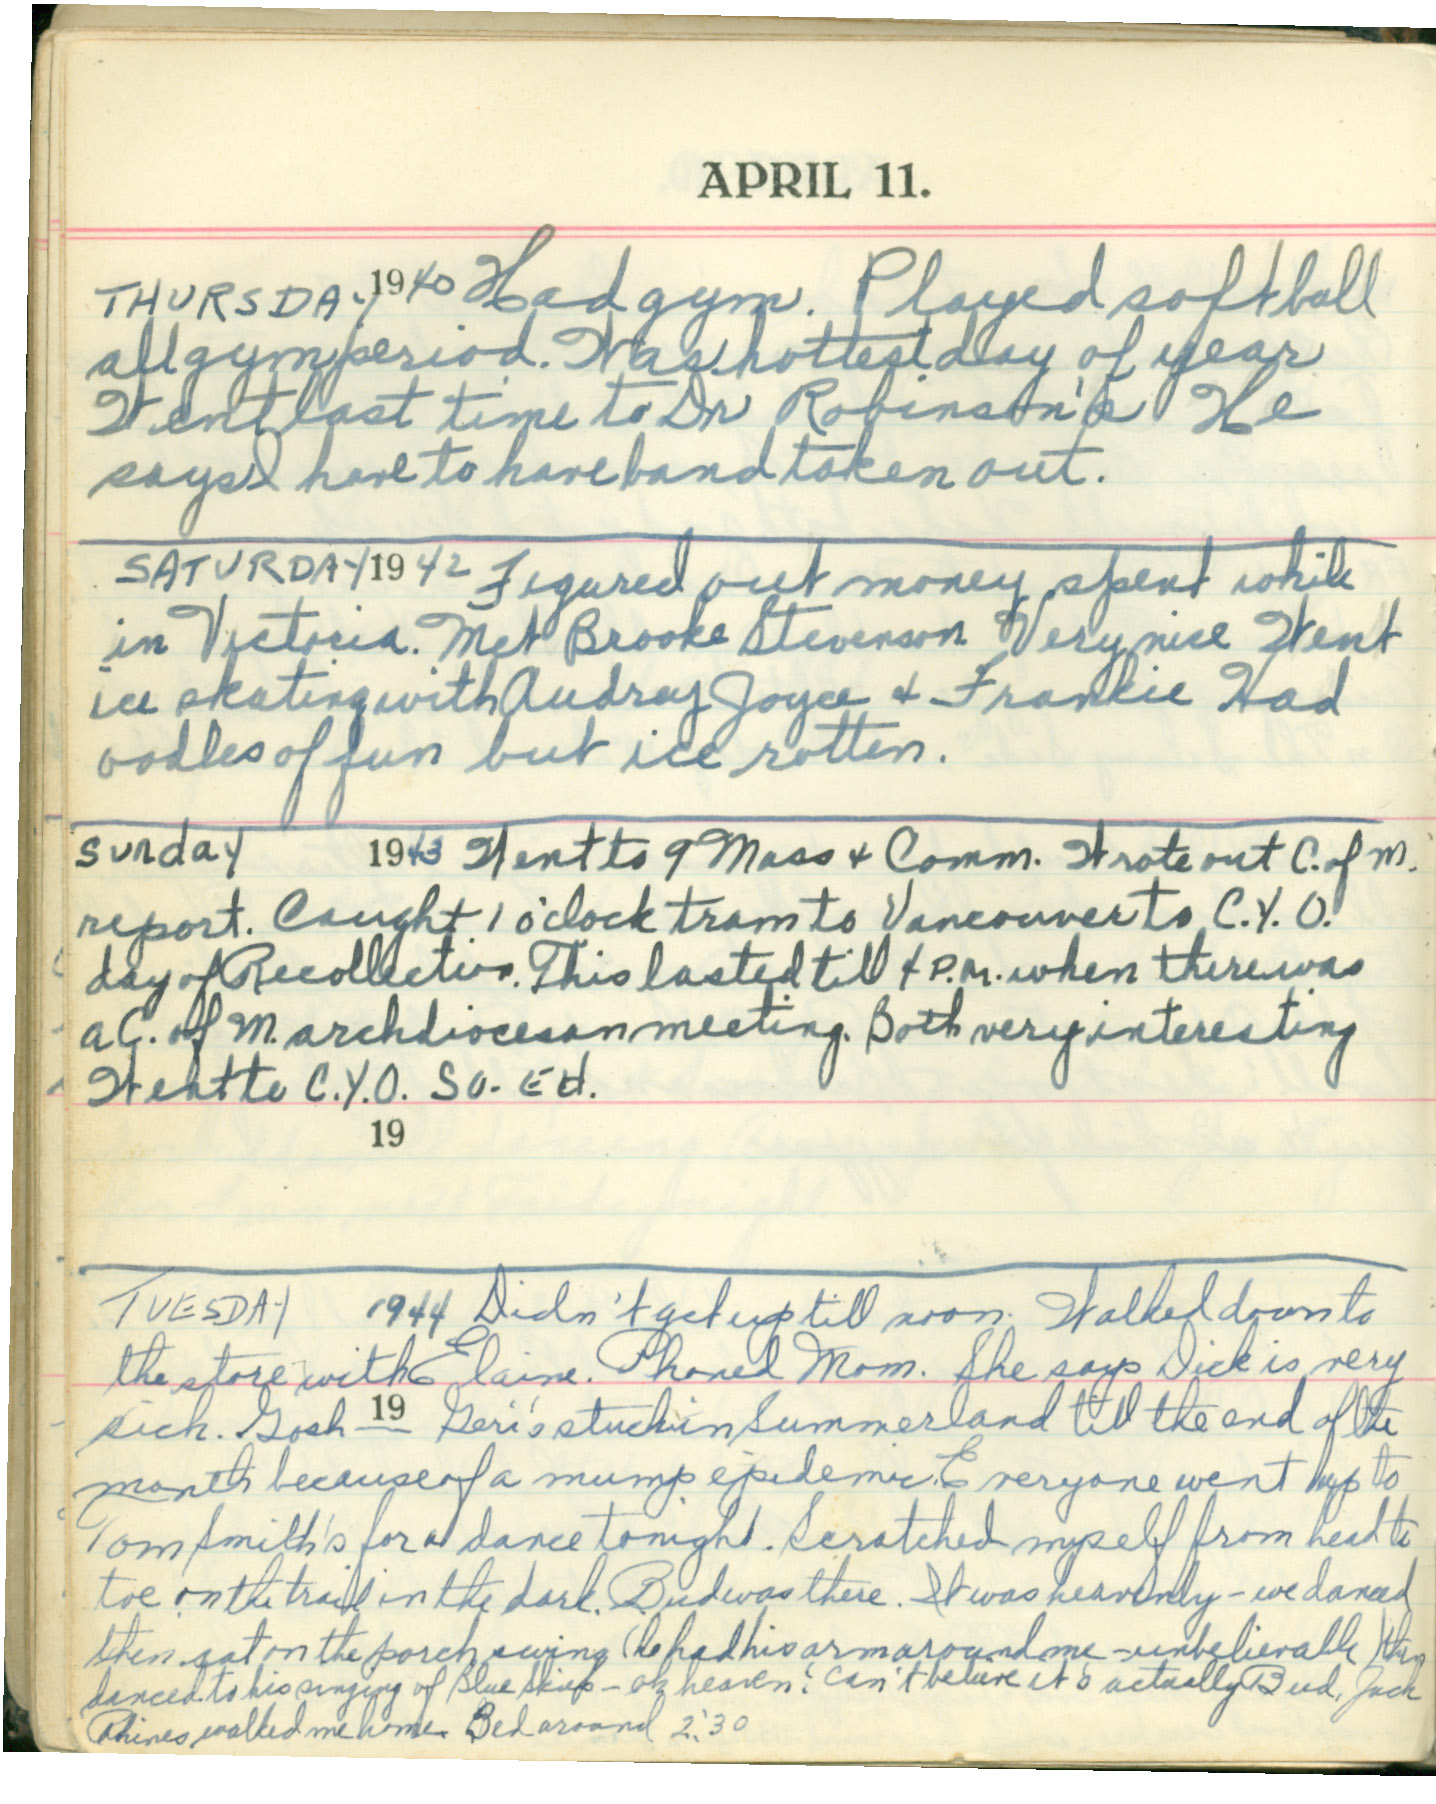 APRIL 11.
THURSDAY 1940 Had gym. Played softball
all gym period. Was hottest day of year
Went last time to Dr Robinson's He
says I have to have band taken out.
SATURDAY 1942 Figured out money spent while
in Victoria. Met Brooke Stevenson Very nice Went
ice skating with Audrey Joyce & Frankie Had
oodles of fun but ice rotten.
Sunday 1943 Went to 9 Mass & Comm. Wrote out C. of M.
report. Caught 1 o'clock tram to Vancouver to C.Y.O.
day of Recollection. This lasted till 4 P.M. when there was
a C. of M. archdiocesan meeting. Both very interesting
Went to C.Y.O. So-Ed.
19
TUESDAY 1944 Didn't get up till noon. Walked down to
the store with Elaine. Phoned Mom. She says Dick is very
sick. Gosh — 19 Geri's stuck in Summerland till the end of the
month because of a mump epidemic. Everyone went up to
Tom Smith's for a dance tonight. Scratched myself from head to
toe on the trail in the dark. Bud was there. It was heavenly - we danced
then sat on the porch swing (he had his arm around me - unbelievable) then
danced to his singing of Blue Skies - oh heaven! Can't believe it's actually Bud. Jack
Rhines walked me home. Bed around 2:30